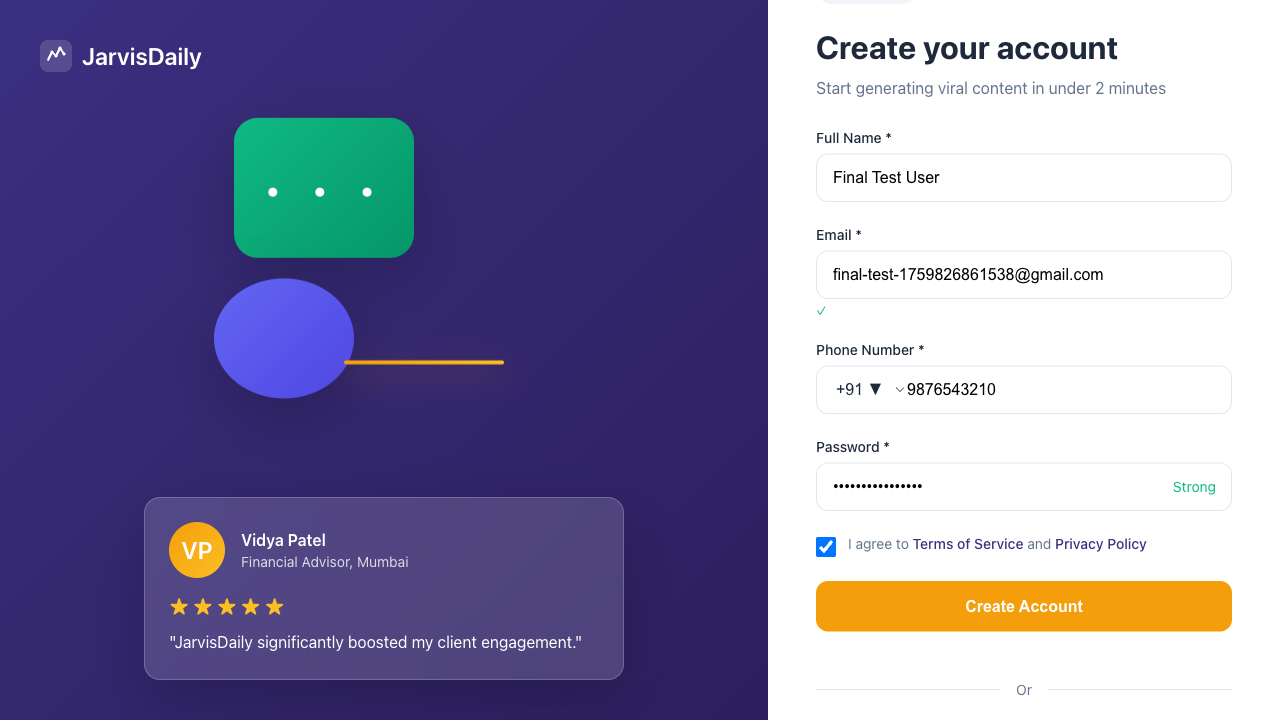 JarvisDaily
VP
Vidya Patel
Financial Advisor, Mumbai
"JarvisDaily significantly boosted my client engagement."
Create your account
Start generating viral content in under 2 minutes
Full Name *
Final Test User
Email *
final-test-1759826861538@gmail.com
✓
Phone Number *
+91 ▼ 9876543210
Password *
••••••••••••••••
Strong
I agree to Terms of Service and Privacy Policy
Create Account
Or